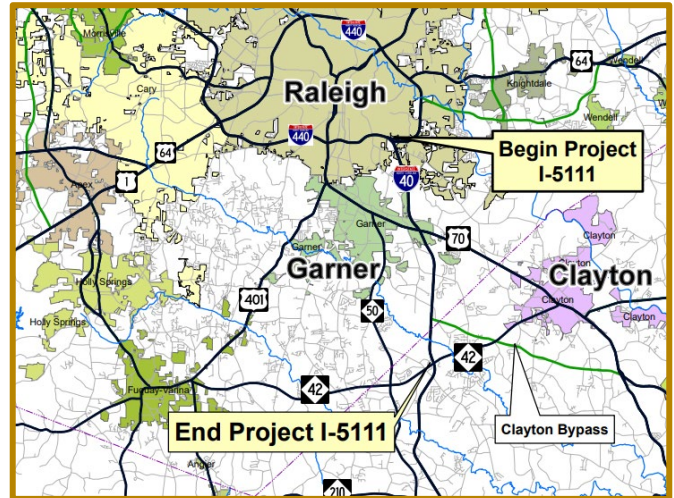 Morrisville
440
64
Wendell
Knightdale
Cary
Raleigh
Wendell
64
440
Begin Project
I-5111
1
Apex
40
Garner
70
Garner
Clayton
Garner
Clayton
Holly Springs
401
Clayton
Clayton
50
Holly Springs
42
Fuquay-Varina
42
End Project I-5111
Clayton Bypass
Angier
210